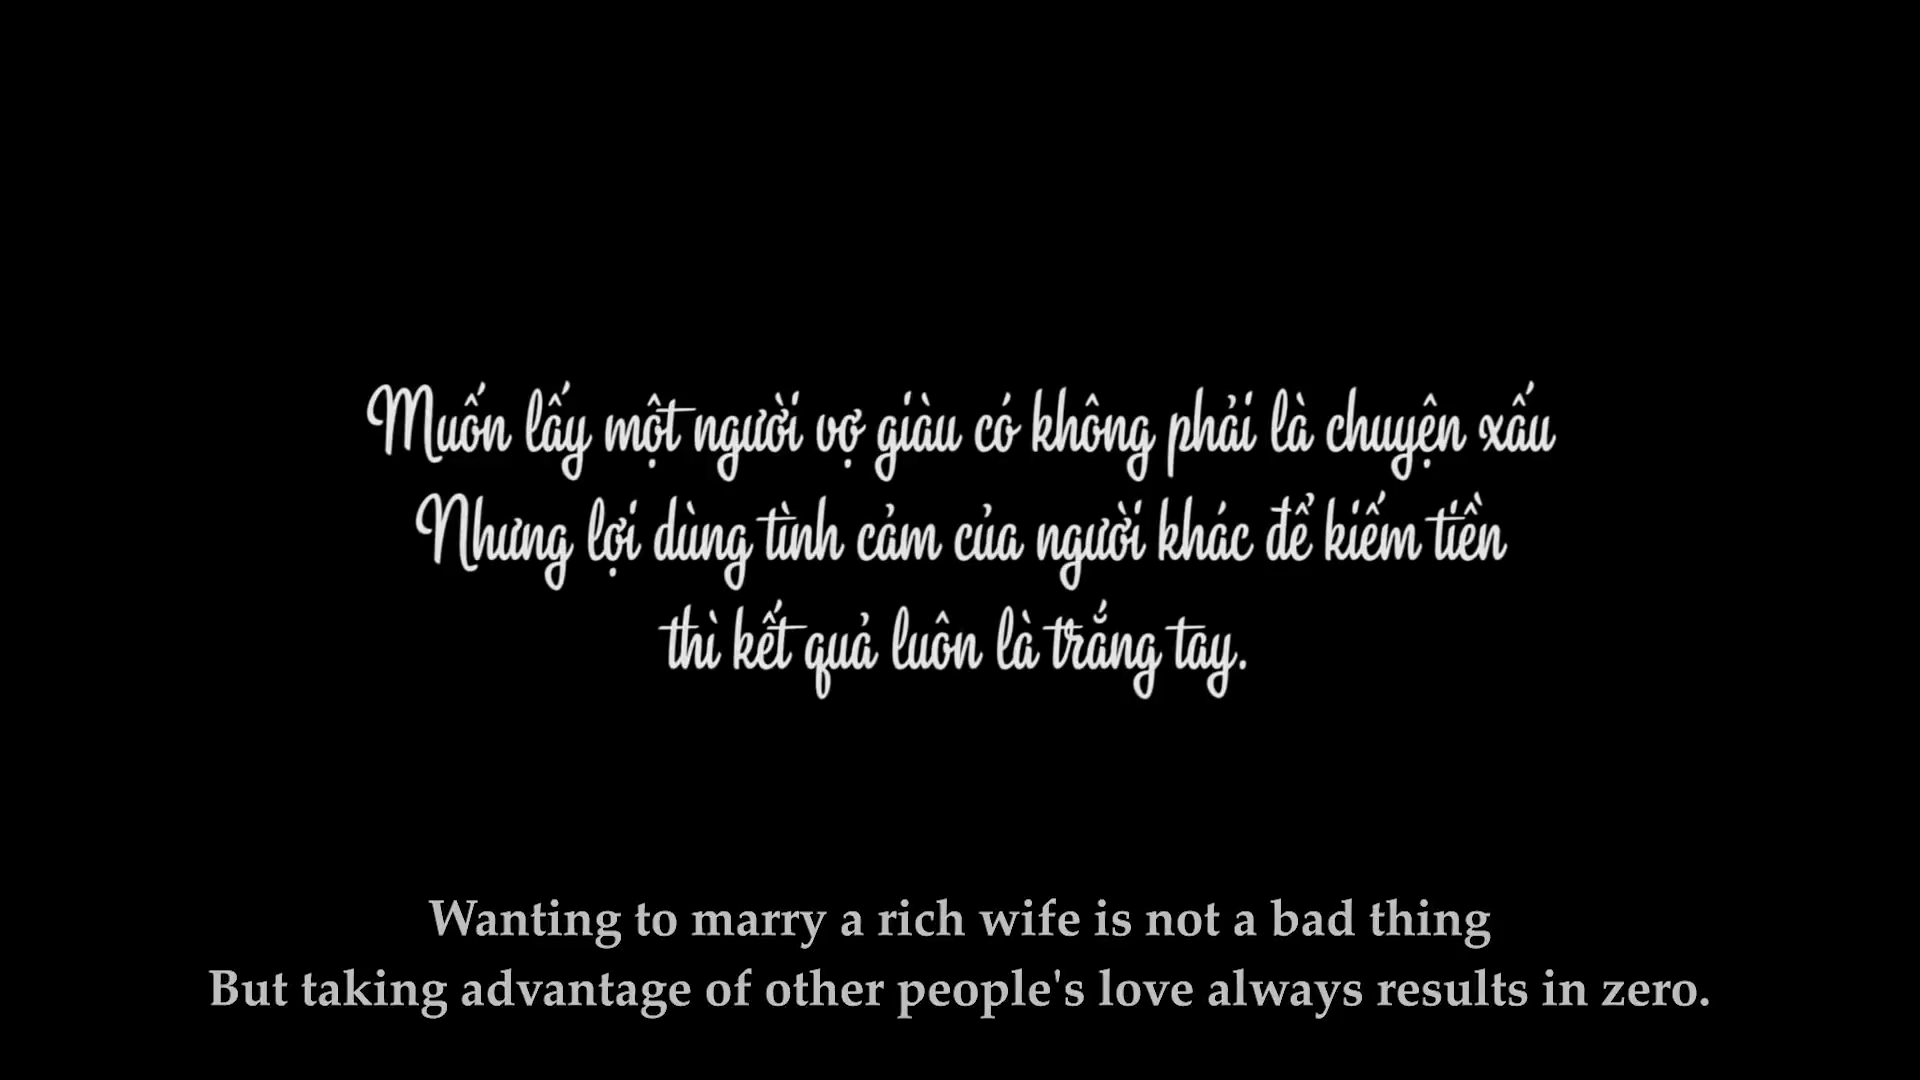 Muốn lấy một người vợ giàu có không phải là chuyện xấu
Nhưng lợi dùng tình cảm của người khác để kiếm tiền
thì kết quả luôn là trắng tay.
Wanting to marry a rich wife is not a bad thing
But taking advantage of other people's love always results in zero.